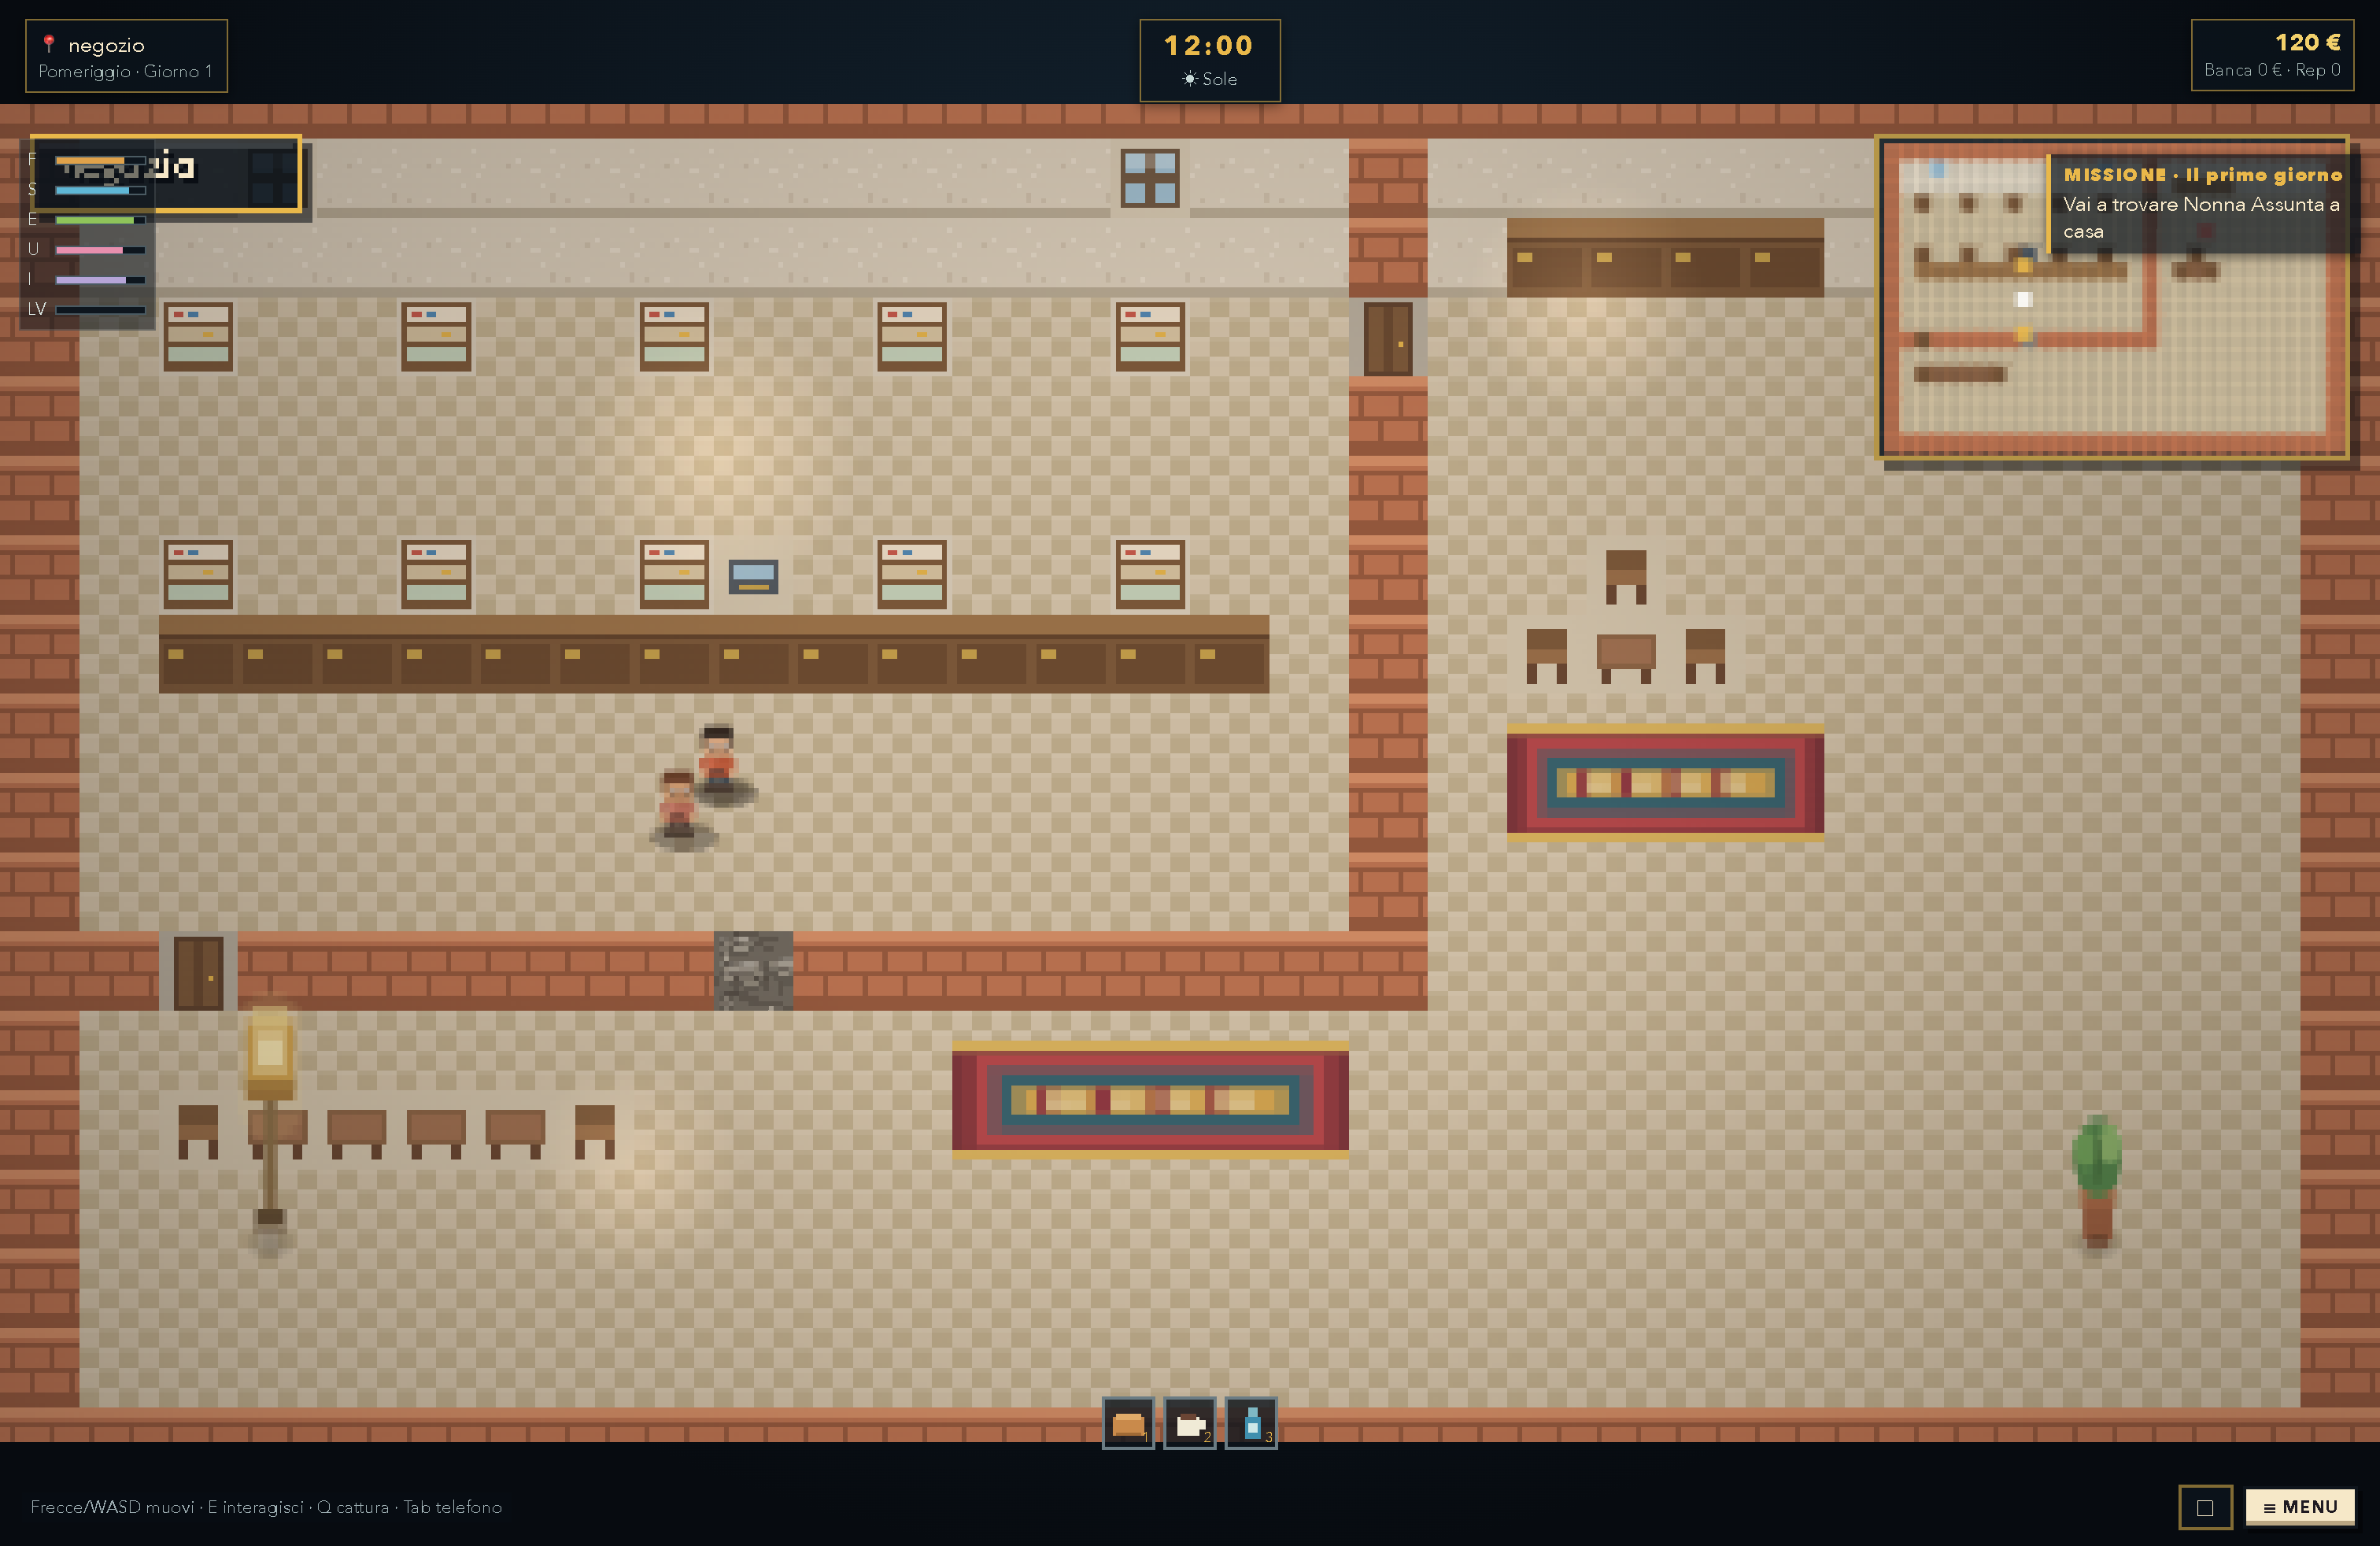 negozio
Pomeriggio · Giorno 1
12:00
Sole
120 €
Banca 0 € · Rep 0
F
S
E
U
I
LV
MISSIONE · Il primo giorno
Vai a trovare Nonna Assunta a
casa
1
2
3
Frecce/WASD muovi · E interagisci · Q cattura · Tab telefono
≡ MENU